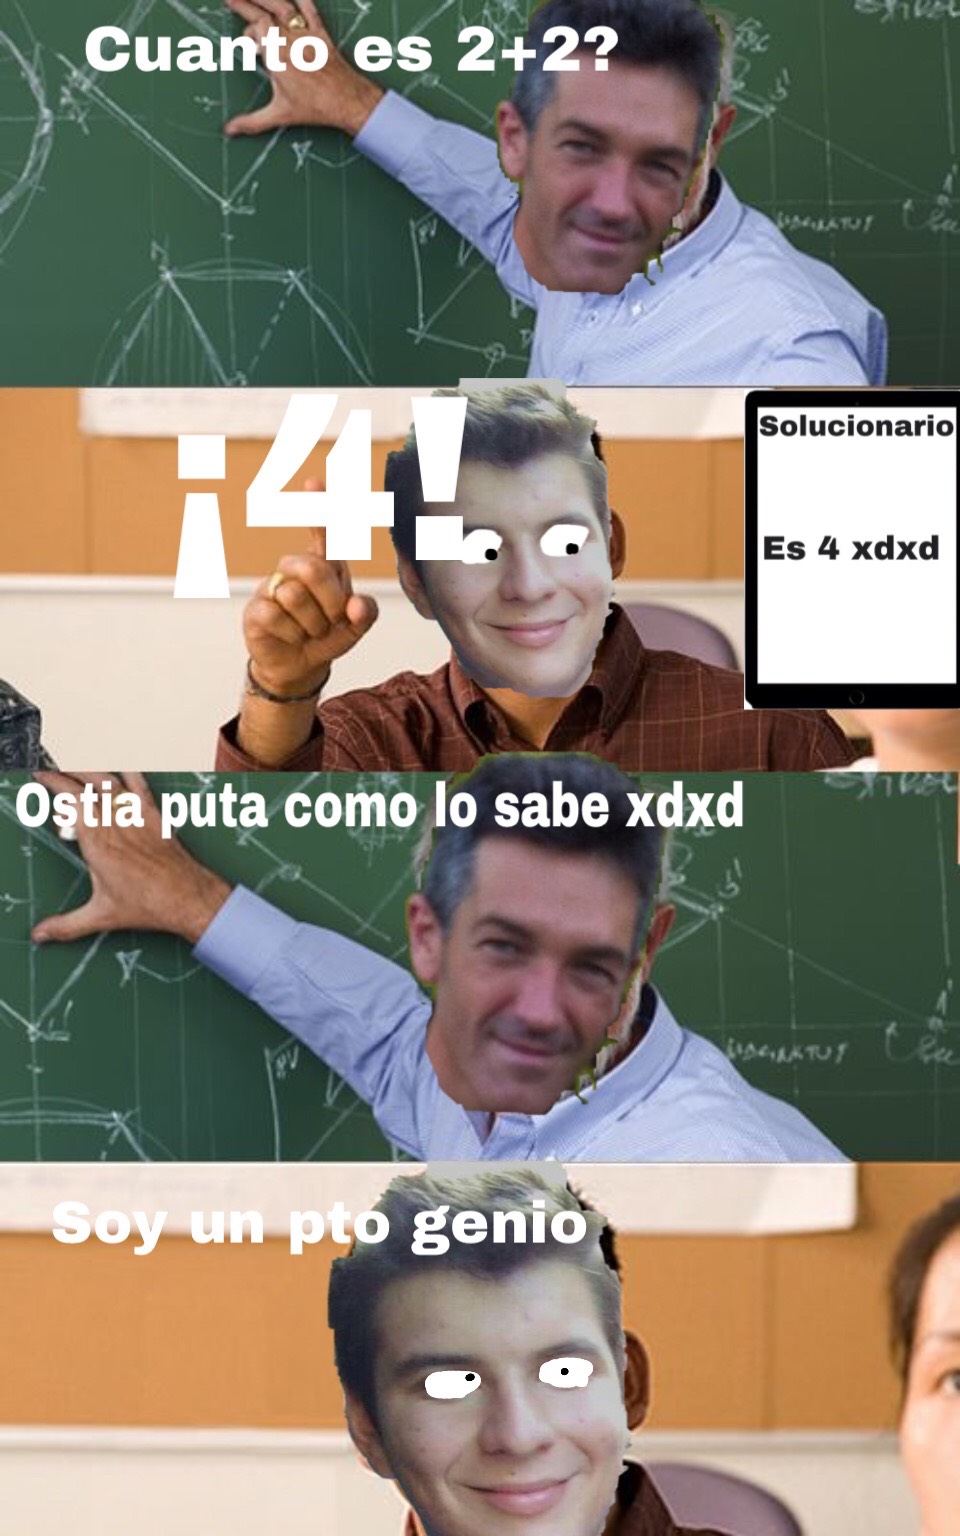 Cuanto es 2+2?
¡4!
Solucionario
Es 4 xdxd
Ostia puta como lo sabe xdxd
Soy un pto genio